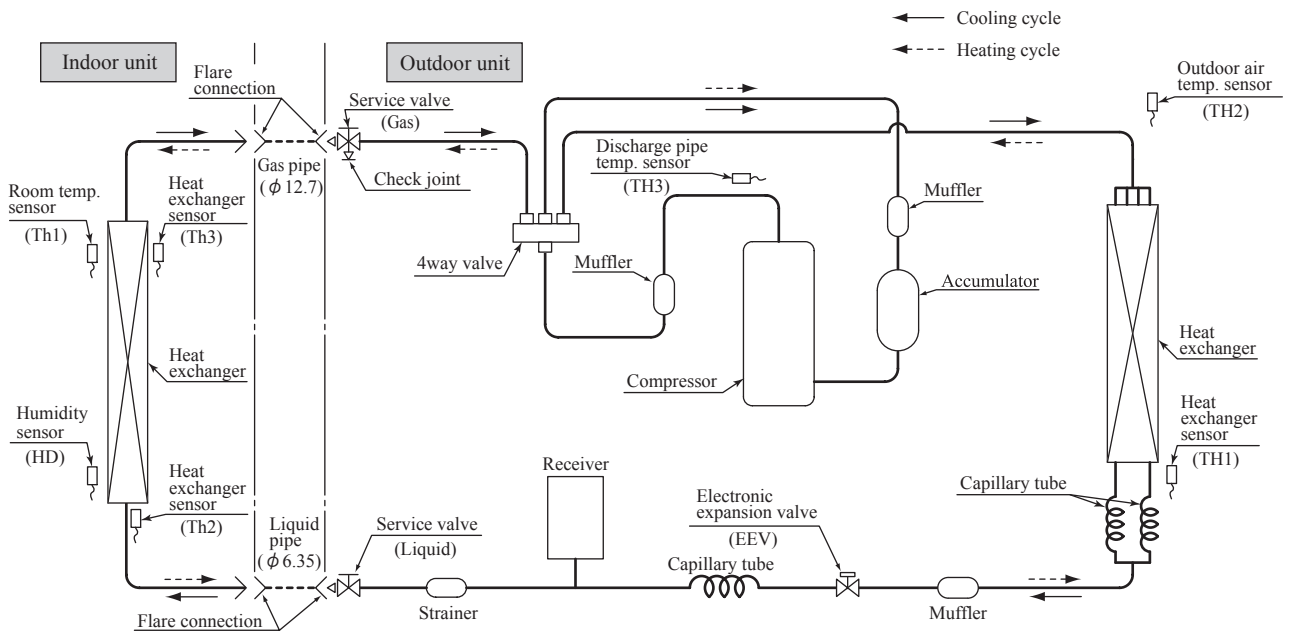 Cooling cycle
Heating cycle
Indoor unit
Outdoor unit
Flare
connection
Service valve
(Gas)
Outdoor air
temp. sensor
(TH2)
Gas pipe
(ϕ 12.7)
Check joint
Discharge pipe
temp. sensor
(TH3)
Room temp.
sensor
(Th1)
Heat
exchanger
sensor
(Th3)
4way valve
Muffler
Muffler
Accumulator
Heat
exchanger
Compressor
Heat
exchanger
Humidity
sensor
(HD)
Heat
exchanger
sensor
(TH1)
Heat
exchanger
sensor
(Th2)
Receiver
Capillary tube
Electronic
expansion valve
(EEV)
Liquid
pipe
(ϕ 6.35)
Service valve
(Liquid)
Capillary tube
Strainer
Muffler
Flare connection